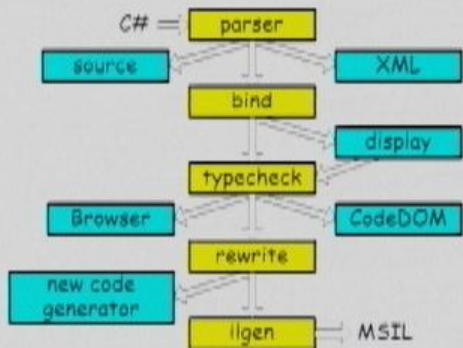 C# parser
source XML
bind
display
typecheck
Browser CodeDOM
rewrite
new code
generator
ilgen MSIL